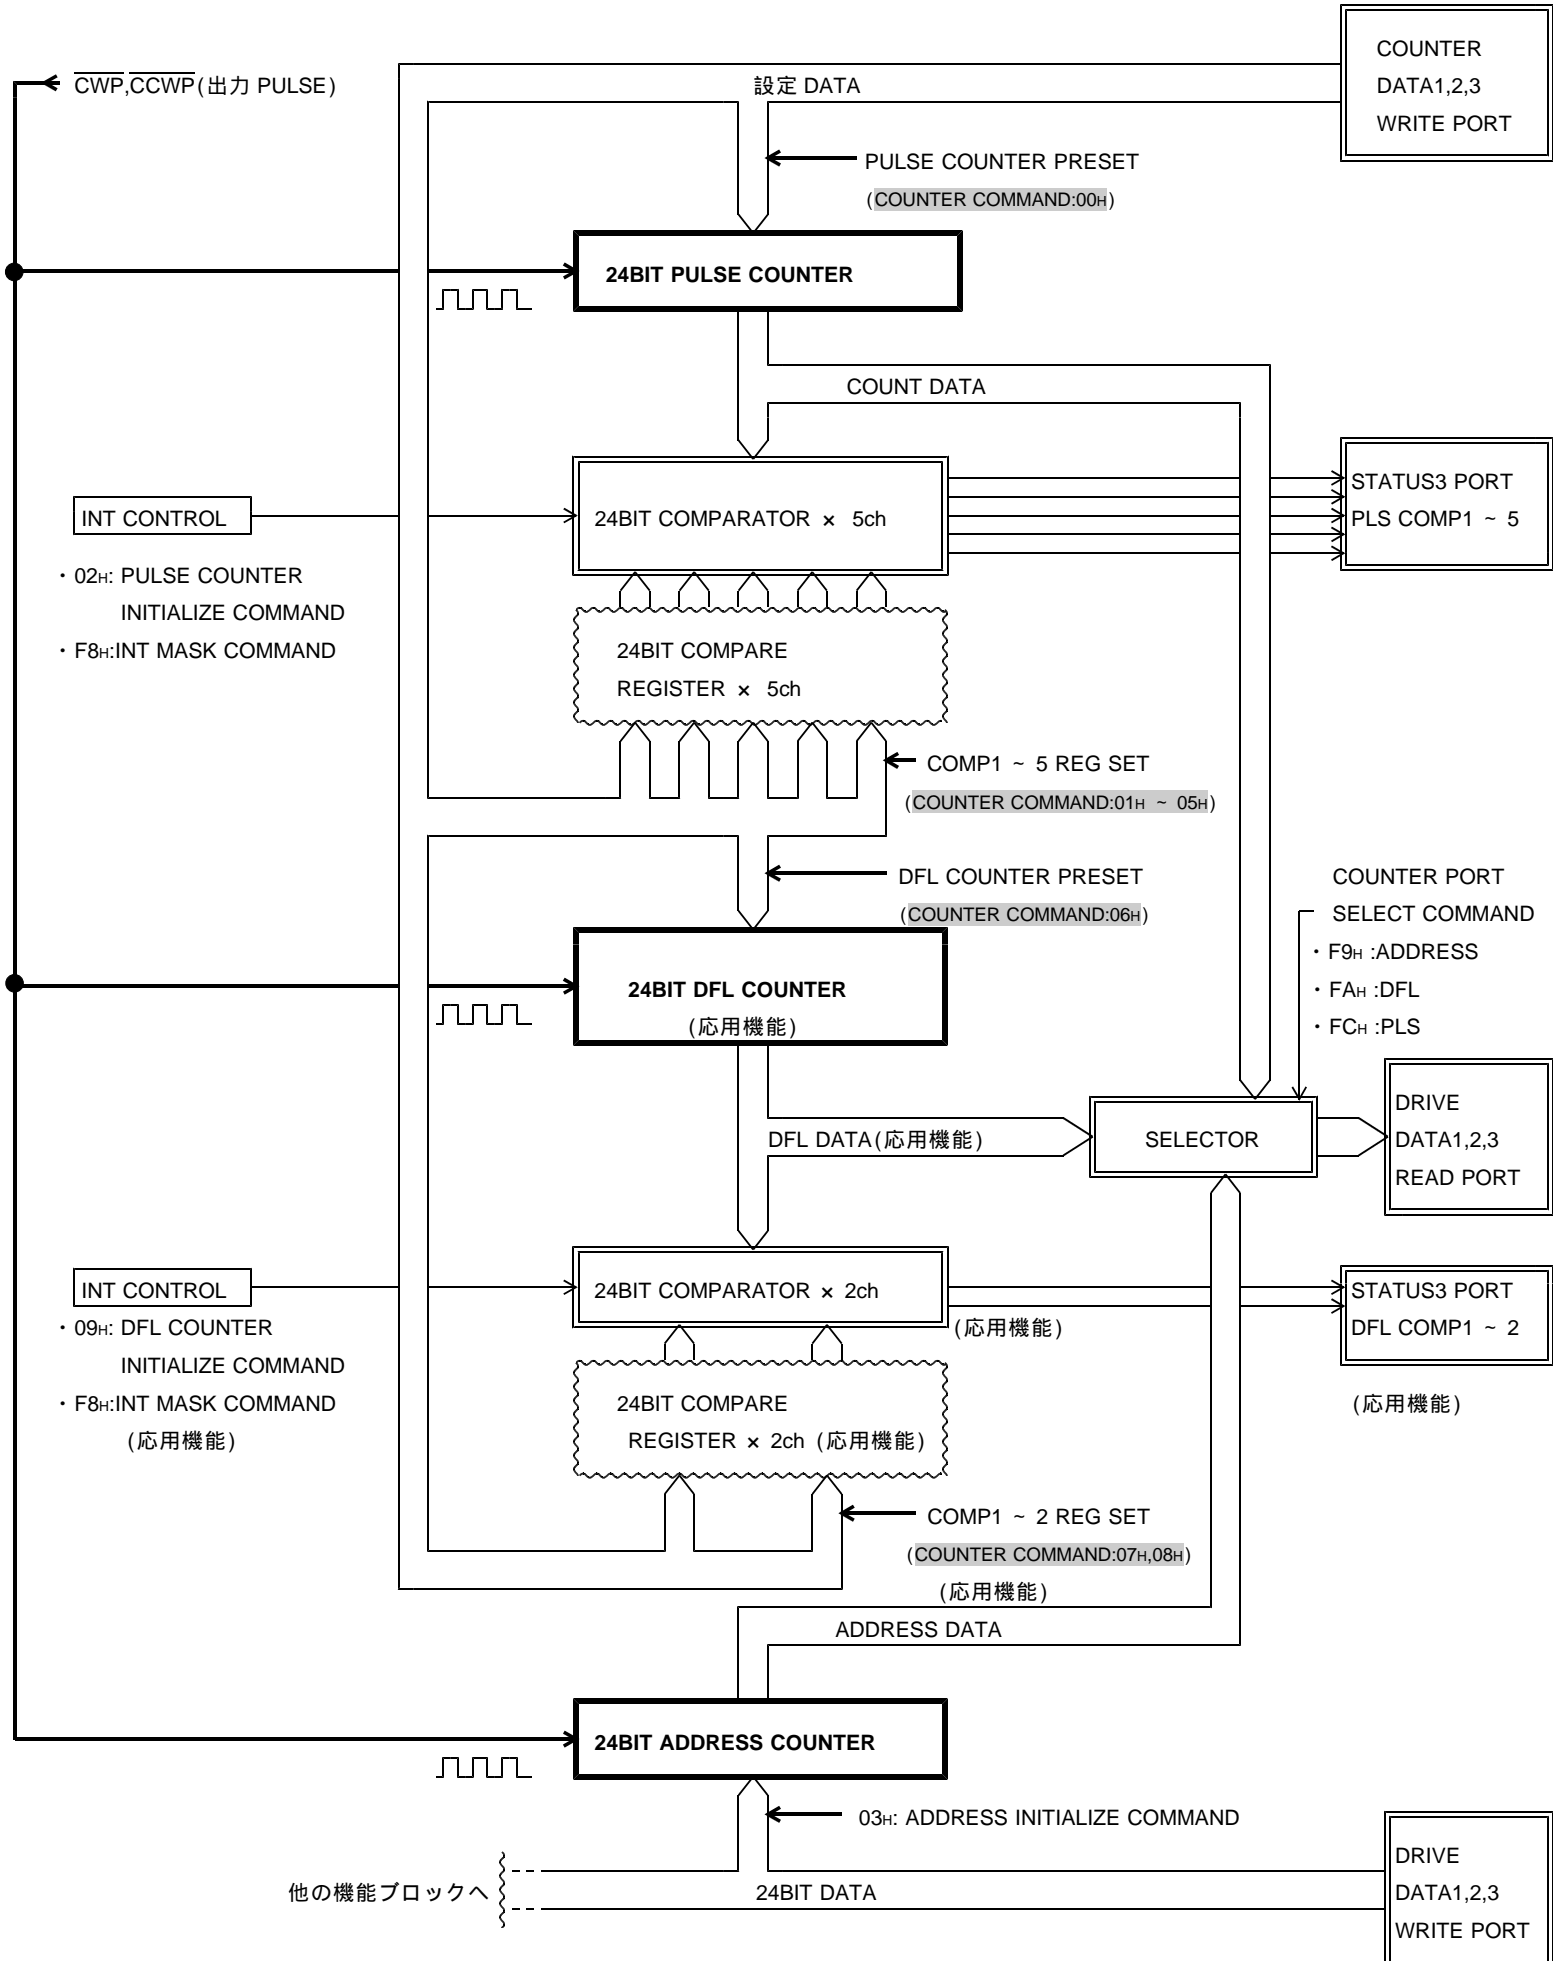 COUNTER
DATA1,2,3
WRITE PORT
CWP,CCWP(出力 PULSE)
設定 DATA
PULSE COUNTER PRESET
(COUNTER COMMAND:00H)
24BIT PULSE COUNTER
COUNT DATA
INT CONTROL
24BIT COMPARATOR × 5ch
STATUS3 PORT
PLS COMP1 ~ 5
・02H: PULSE COUNTER
INITIALIZE COMMAND
・F8H:INT MASK COMMAND
24BIT COMPARE
REGISTER × 5ch
COMP1 ~ 5 REG SET
(COUNTER COMMAND:01H ~ 05H)
DFL COUNTER PRESET
(COUNTER COMMAND:06H)
COUNTER PORT
SELECT COMMAND
・F9H :ADDRESS
・FAH :DFL
・FCH :PLS
24BIT DFL COUNTER
(応用機能)
DFL DATA(応用機能)
SELECTOR
DRIVE
DATA1,2,3
READ PORT
INT CONTROL
24BIT COMPARATOR × 2ch
(応用機能)
STATUS3 PORT
DFL COMP1 ~ 2
(応用機能)
・09H: DFL COUNTER
INITIALIZE COMMAND
・F8H:INT MASK COMMAND
(応用機能)
24BIT COMPARE
REGISTER × 2ch (応用機能)
COMP1 ~ 2 REG SET
(COUNTER COMMAND:07H,08H)
(応用機能)
ADDRESS DATA
24BIT ADDRESS COUNTER
03H: ADDRESS INITIALIZE COMMAND
他の機能ブロックへ
24BIT DATA
DRIVE
DATA1,2,3
WRITE PORT